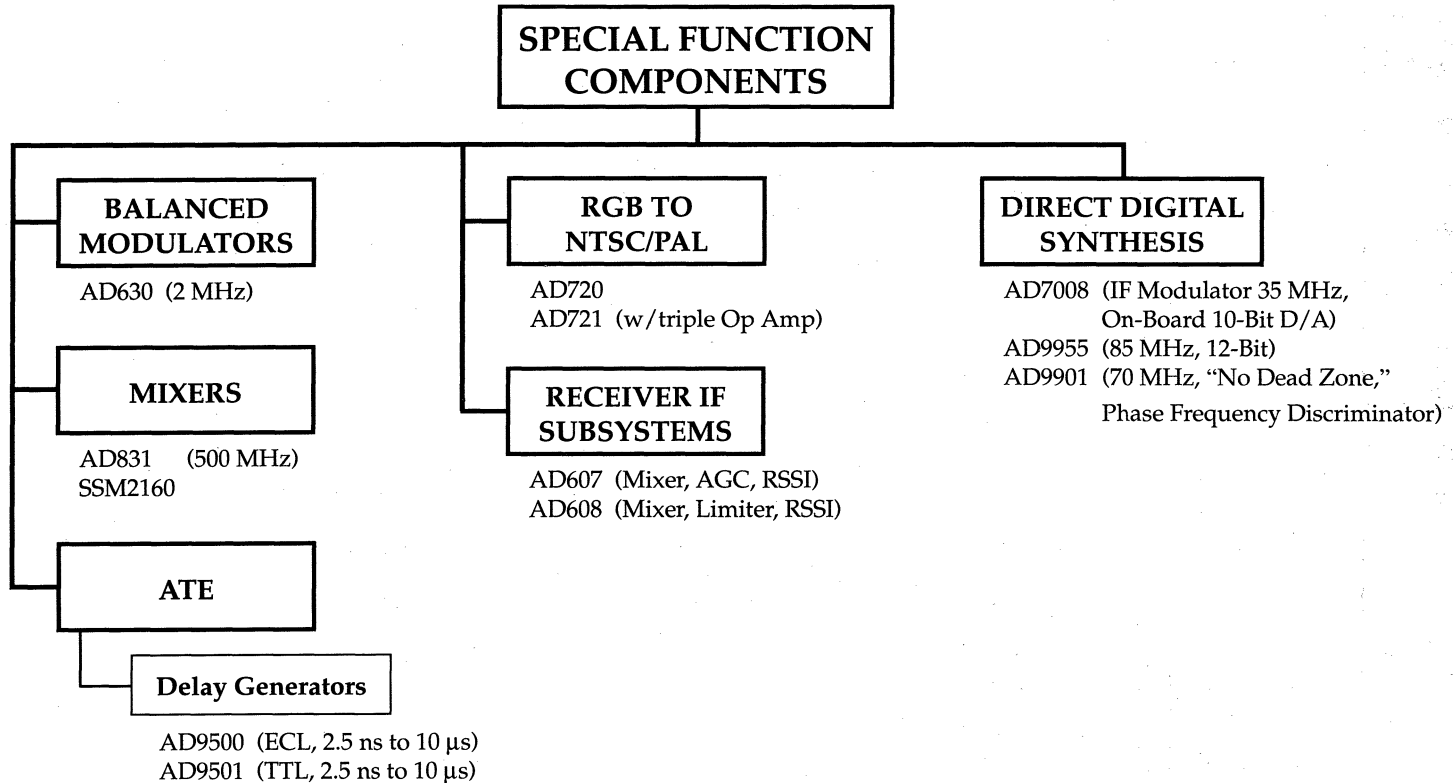 SPECIAL FUNCTION
COMPONENTS
BALANCED
MODULATORS
AD630 (2 MHz)
MIXERS
AD831 (500 MHz)
SSM2160
ATE
Delay Generators
AD9500 (ECL, 2.5 ns to 10 μs)
AD9501 (TTL, 2.5 ns to 10 μs)
RGB TO
NTSC/PAL
AD720
AD721 (w/triple Op Amp)
RECEIVER IF
SUBSYSTEMS
AD607 (Mixer, AGC, RSSI)
AD608 (Mixer, Limiter, RSSI)
DIRECT DIGITAL
SYNTHESIS
AD7008 (IF Modulator 35 MHz,
On-Board 10-Bit D/A)
AD9955 (85 MHz, 12-Bit)
AD9901 (70 MHz, “No Dead Zone,”
Phase Frequency Discriminator)